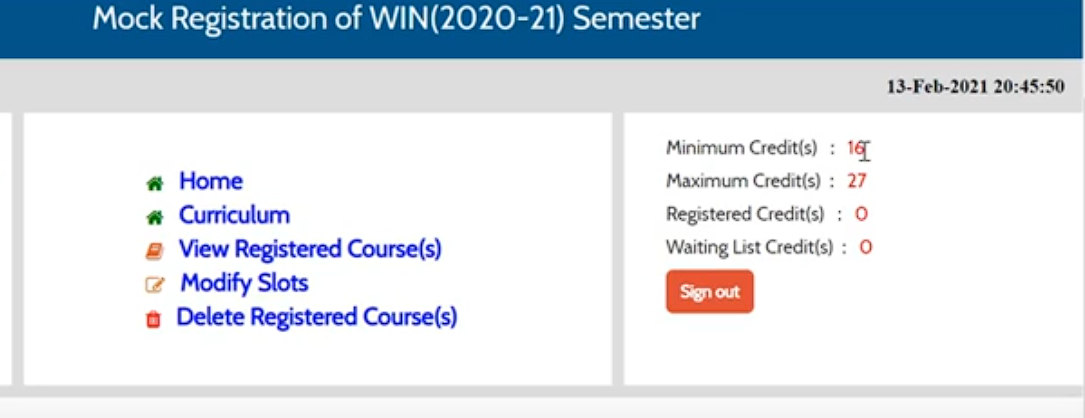 Mock Registration of WIN(2020-21) Semester
13-Feb-2021 20:45:50
Home
Curriculum
View Registered Course(s)
Modify Slots
Delete Registered Course(s)
Minimum Credit(s) : 16
Maximum Credit(s) : 27
Registered Credit(s) : 0
Waiting List Credit(s) : 0
Sign out